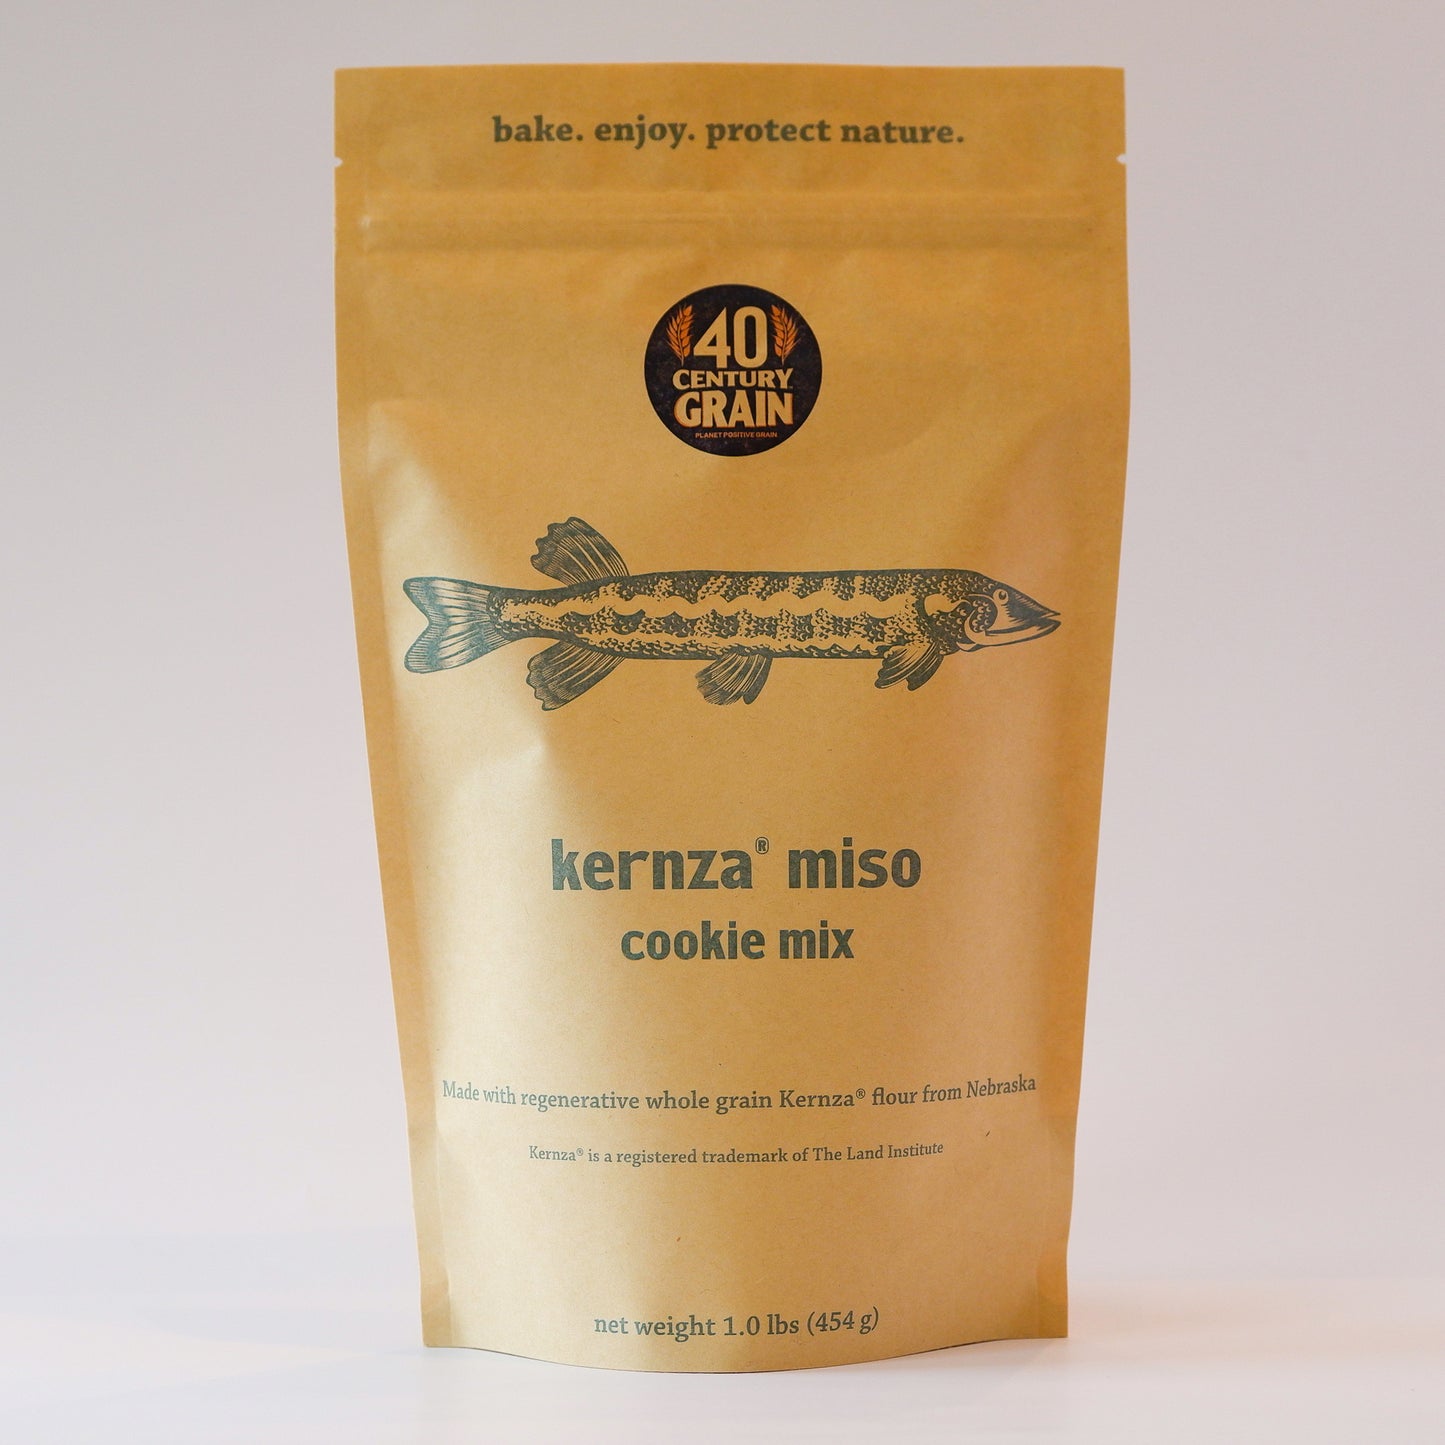 bake. enjoy. protect nature.
40
CENTURY
GRAIN
PLANET POSITIVE GRAIN
kernza® miso
cookie mix
Made with regenerative whole grain Kernza® flour from Nebraska
Kernza® is a registered trademark of The Land Institute
net weight 1.0 lbs (454 g)